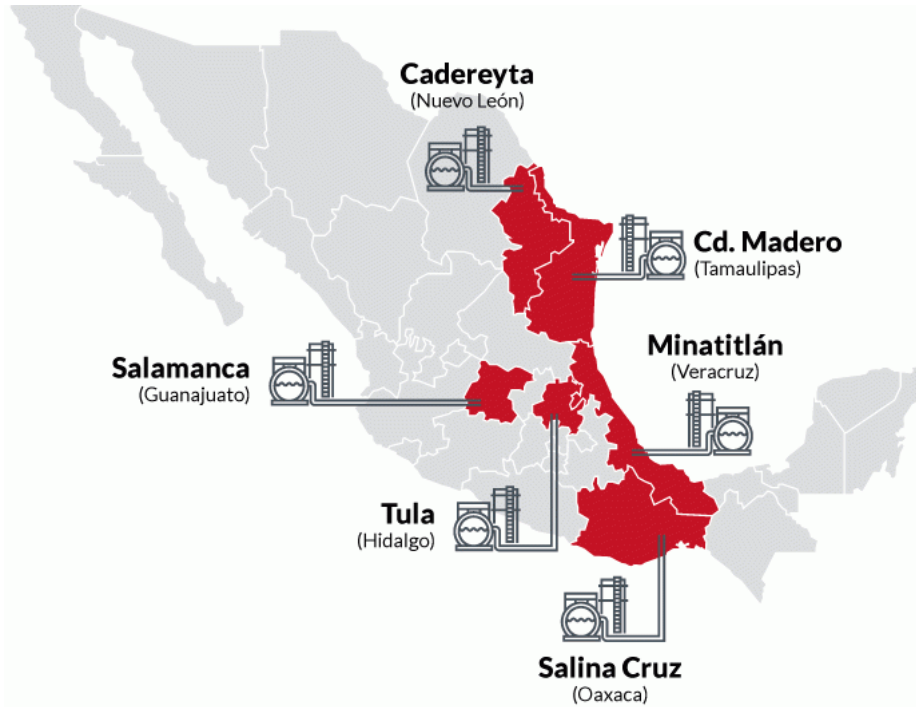 Cadereyta
(Nuevo León)
Cd. Madero
(Tamaulipas)
Minatitlán
(Veracruz)
Salamanca
(Guanajuato)
Tula
(Hidalgo)
Salina Cruz
(Oaxaca)